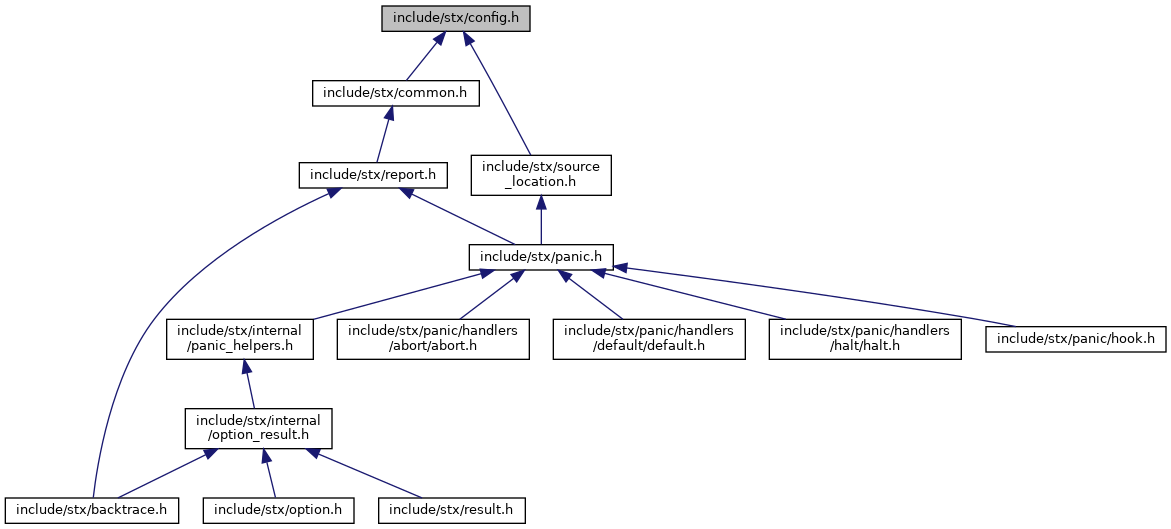 include/stx/config.h
include/stx/common.h
include/stx/source
_location.h
include/stx/report.h
include/stx/panic.h
include/stx/internal
/panic_helpers.h
include/stx/panic/handlers
/abort/abort.h
include/stx/panic/handlers
/default/default.h
include/stx/panic/handlers
/halt/halt.h
include/stx/panic/hook.h
include/stx/internal
/option_result.h
include/stx/backtrace.h
include/stx/option.h
include/stx/result.h